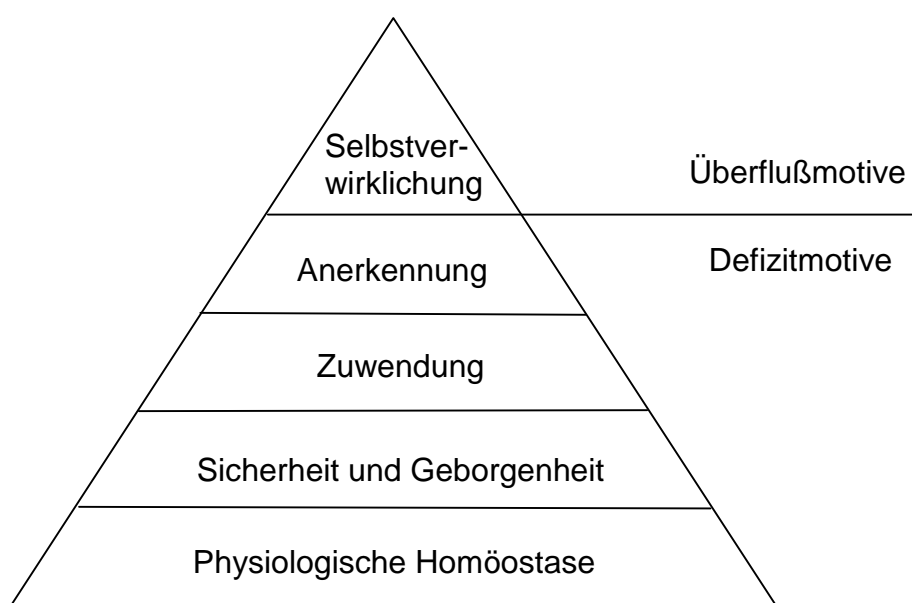 Selbstver-
wirklichung
Überflußmotive
Anerkennung
Defizitmotive
Zuwendung
Sicherheit und Geborgenheit
Physiologische Homöostase